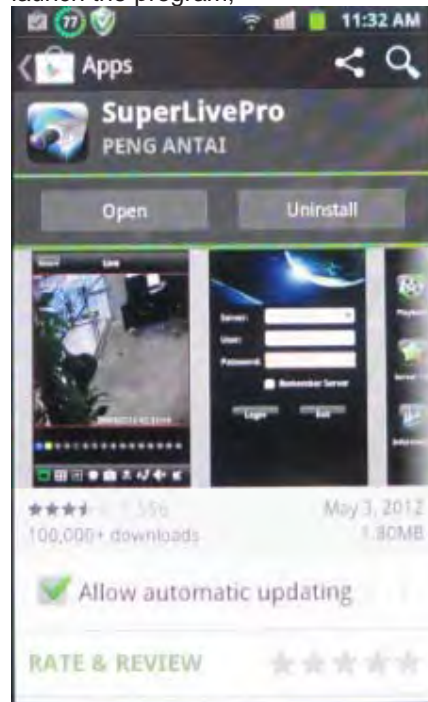 launch the program;
77
11:32 AM
Apps
SuperLivePro
PENG ANTAI
Open
Uninstall
Live
Server:
User:
Password:
Remember Server
Login
Exit
1,556
May 3, 2012
100,000+ downloads
1.80MB
Allow automatic updating
RATE & REVIEW